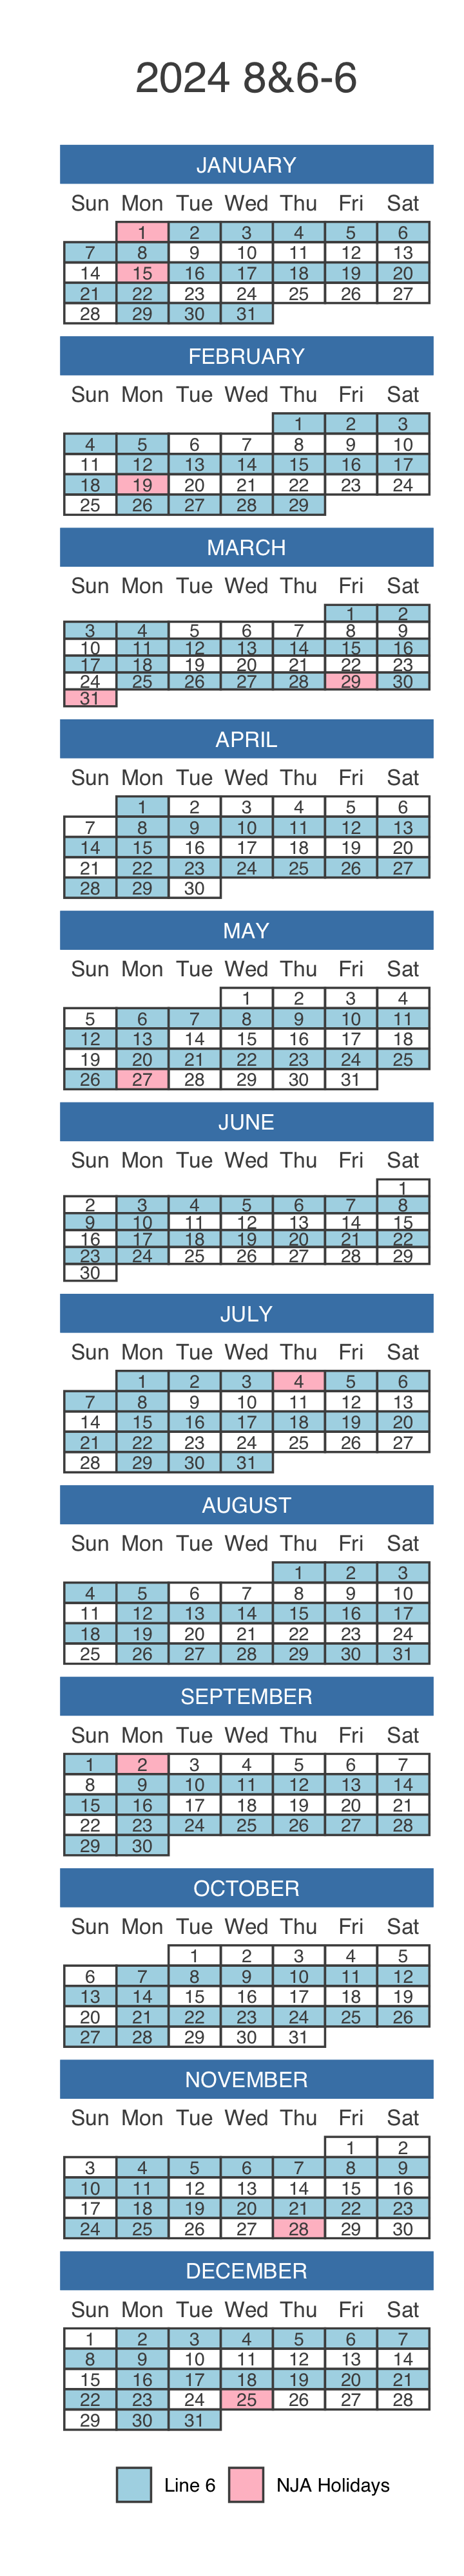 2024 8&6-6
JANUARY
Sun Mon Tue Wed Thu Fri Sat
1 2 3 4 5 6
7 8 9 10 11 12 13
14 15 16 17 18 19 20
21 22 23 24 25 26 27
28 29 30 31
FEBRUARY
Sun Mon Tue Wed Thu Fri Sat
1 2 3
4 5 6 7 8 9 10
11 12 13 14 15 16 17
18 19 20 21 22 23 24
25 26 27 28 29
MARCH
Sun Mon Tue Wed Thu Fri Sat
1 2
3 4 5 6 7 8 9
10 11 12 13 14 15 16
17 18 19 20 21 22 23
24 25 26 27 28 29 30
31
APRIL
Sun Mon Tue Wed Thu Fri Sat
1 2 3 4 5 6
7 8 9 10 11 12 13
14 15 16 17 18 19 20
21 22 23 24 25 26 27
28 29 30
MAY
Sun Mon Tue Wed Thu Fri Sat
1 2 3 4
5 6 7 8 9 10 11
12 13 14 15 16 17 18
19 20 21 22 23 24 25
26 27 28 29 30 31
JUNE
Sun Mon Tue Wed Thu Fri Sat
1
2 3 4 5 6 7 8
9 10 11 12 13 14 15
16 17 18 19 20 21 22
23 24 25 26 27 28 29
30
JULY
Sun Mon Tue Wed Thu Fri Sat
1 2 3 4 5 6
7 8 9 10 11 12 13
14 15 16 17 18 19 20
21 22 23 24 25 26 27
28 29 30 31
AUGUST
Sun Mon Tue Wed Thu Fri Sat
1 2 3
4 5 6 7 8 9 10
11 12 13 14 15 16 17
18 19 20 21 22 23 24
25 26 27 28 29 30 31
SEPTEMBER
Sun Mon Tue Wed Thu Fri Sat
1 2 3 4 5 6 7
8 9 10 11 12 13 14
15 16 17 18 19 20 21
22 23 24 25 26 27 28
29 30
OCTOBER
Sun Mon Tue Wed Thu Fri Sat
1 2 3 4 5
6 7 8 9 10 11 12
13 14 15 16 17 18 19
20 21 22 23 24 25 26
27 28 29 30 31
NOVEMBER
Sun Mon Tue Wed Thu Fri Sat
1 2
3 4 5 6 7 8 9
10 11 12 13 14 15 16
17 18 19 20 21 22 23
24 25 26 27 28 29 30
DECEMBER
Sun Mon Tue Wed Thu Fri Sat
1 2 3 4 5 6 7
8 9 10 11 12 13 14
15 16 17 18 19 20 21
22 23 24 25 26 27 28
29 30 31
Line 6 NJA Holidays